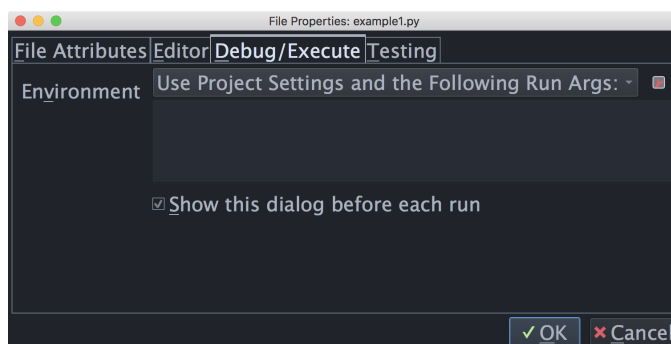 File Properties: example1.py
File Attributes Editor Debug/Execute Testing
Environment Use Project Settings and the Following Run Args:
Show this dialog before each run
OK Cancel